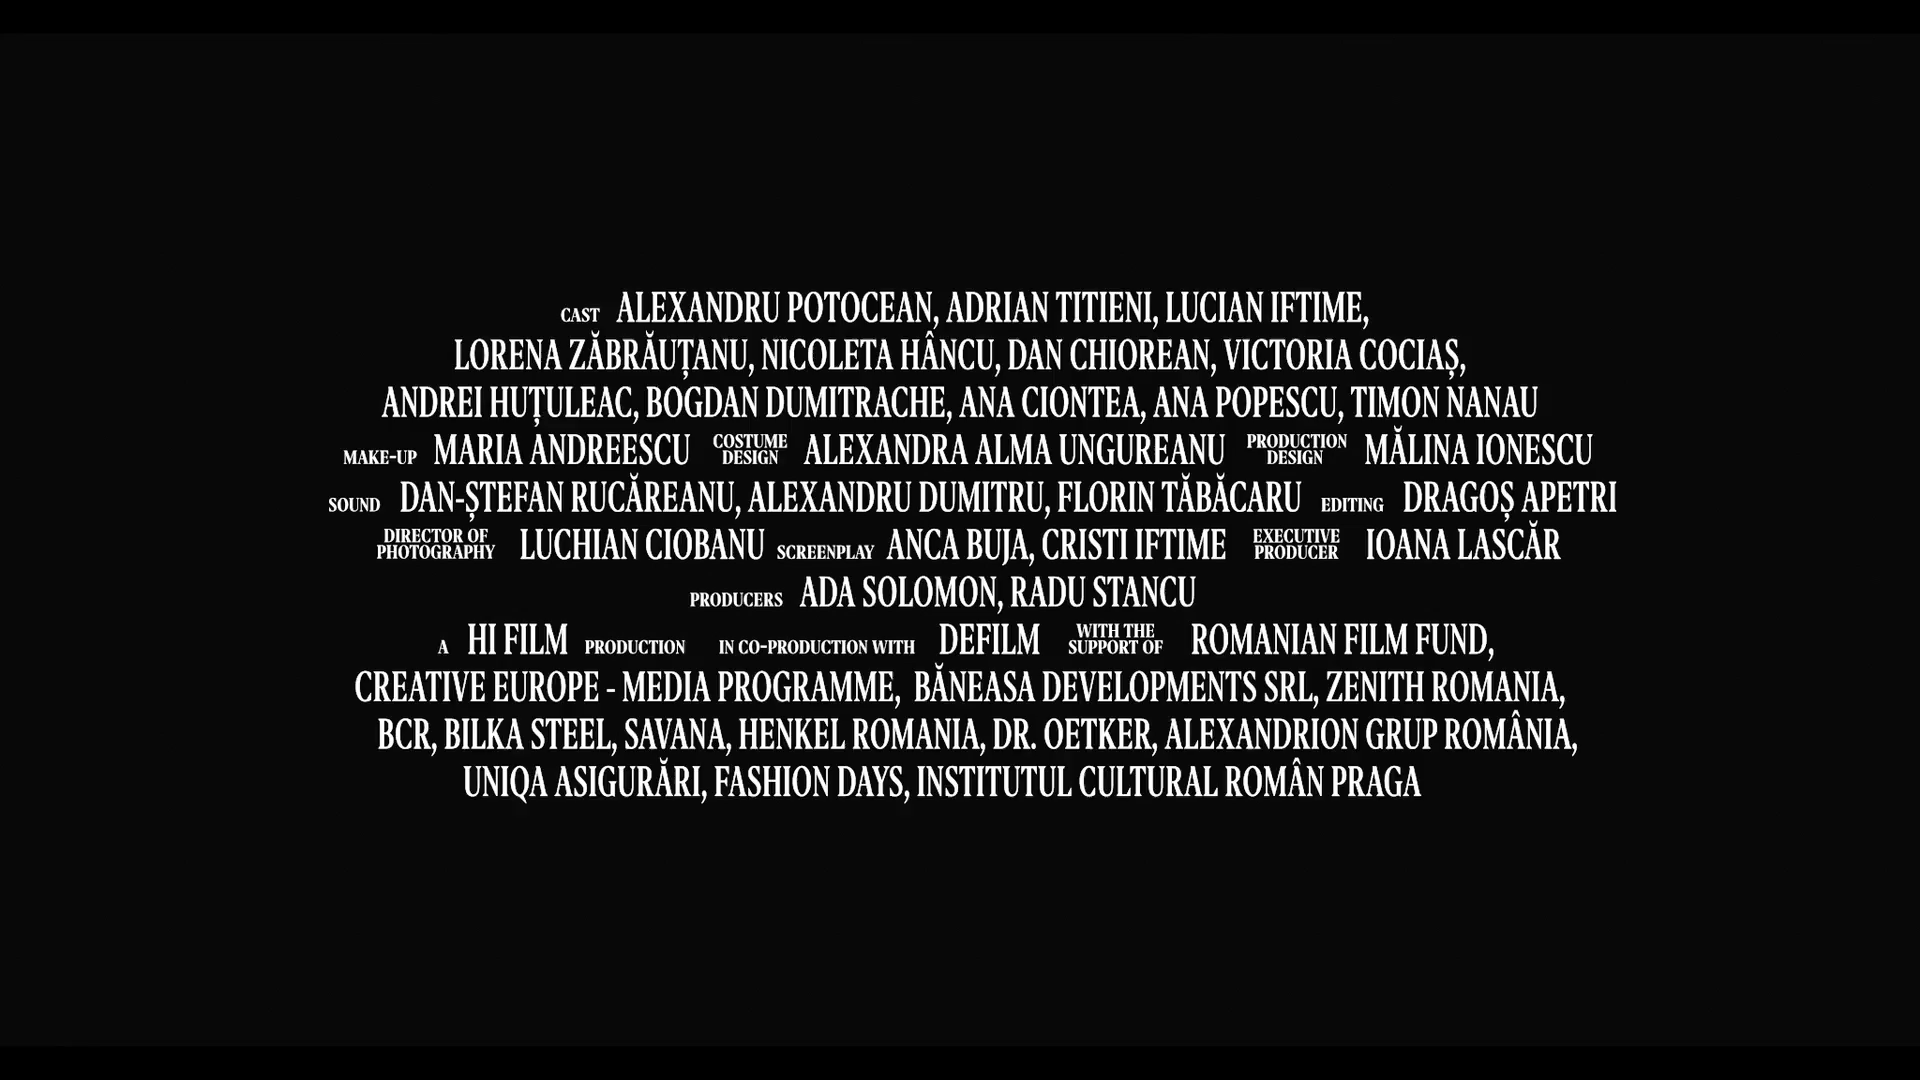 CAST ALEXANDRU POTOCEAN, ADRIAN TITIENI, LUCIAN IFTIME,
LORENA ZĂBRĂUȚANU, NICOLETA HÂNCU, DAN CHIOREAN, VICTORIA COCIAȘ,
ANDREI HUȚULEAC, BOGDAN DUMITRACHE, ANA CIONTEA, ANA POPESCU, TIMON NANAU
MAKE-UP MARIA ANDREESCU COSTUME DESIGN ALEXANDRA ALMA UNGUREANU PRODUCTION DESIGN MĂLINA IONESCU
SOUND DAN-ȘTEFAN RUCĂREANU, ALEXANDRU DUMITRU, FLORIN TĂBĂCARU EDITING DRAGOȘ APETRI
DIRECTOR OF PHOTOGRAPHY LUCHIAN CIOBANU SCREENPLAY ANCA BUJA, CRISTI IFTIME EXECUTIVE PRODUCER IOANA LASCĂR
PRODUCERS ADA SOLOMON, RADU STANCU
A HI FILM PRODUCTION IN CO-PRODUCTION WITH DEFILM WITH THE SUPPORT OF ROMANIAN FILM FUND,
CREATIVE EUROPE - MEDIA PROGRAMME, BĂNEASA DEVELOPMENTS SRL, ZENITH ROMANIA,
BCR, BILKA STEEL, SAVANA, HENKEL ROMANIA, DR. OETKER, ALEXANDRION GRUP ROMÂNIA,
UNIQA ASIGURĂRI, FASHION DAYS, INSTITUTUL CULTURAL ROMÂN PRAGA